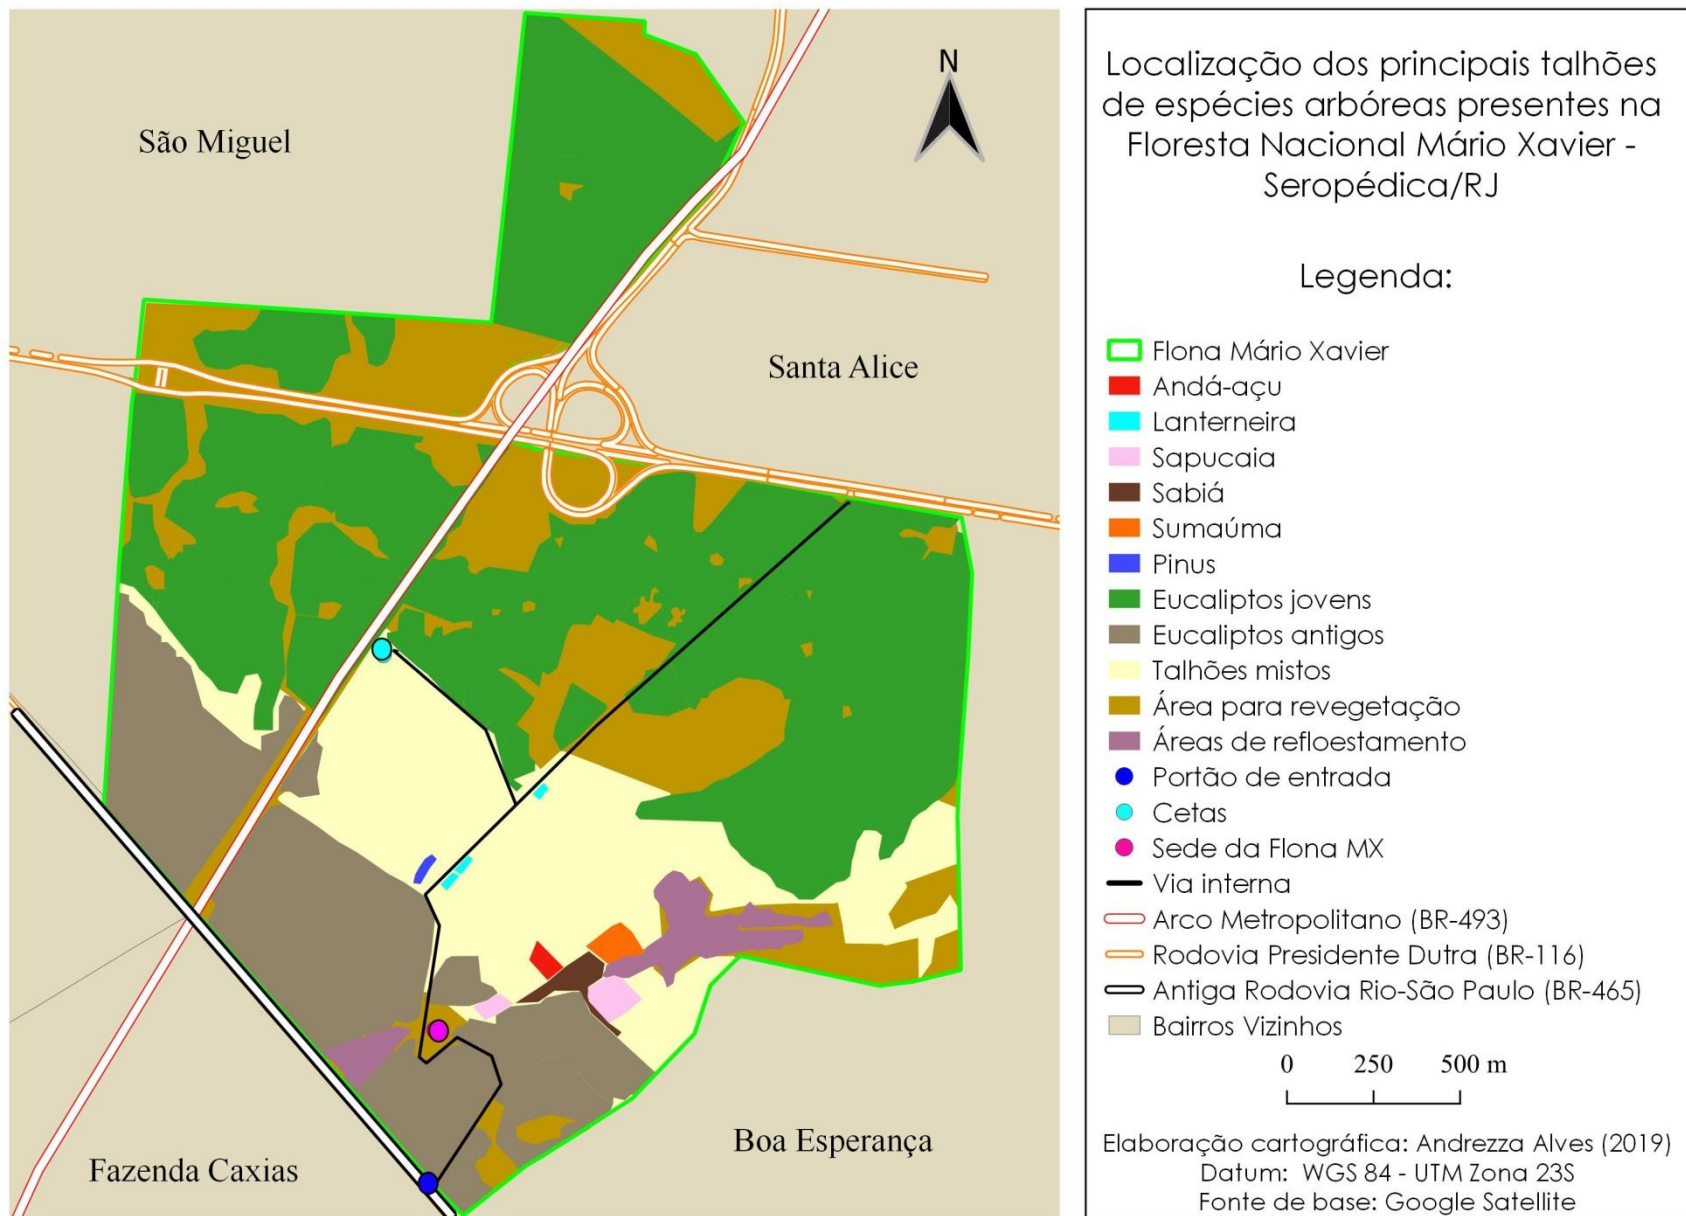 São Miguel
N
Santa Alice
Boa Esperança
Fazenda Caxias
Localização dos principais talhões
de espécies arbóreas presentes na
Floresta Nacional Mário Xavier -
Seropédica/RJ
Legenda:
Flona Mário Xavier
Andá-açu
Lanterneira
Sapucaia
Sabiá
Sumaúma
Pinus
Eucaliptos jovens
Eucaliptos antigos
Talhões mistos
Área para revegetação
Áreas de refloestamento
Portão de entrada
Cetas
Sede da Flona MX
Via interna
Arco Metropolitano (BR-493)
Rodovia Presidente Dutra (BR-116)
Antiga Rodovia Rio-São Paulo (BR-465)
Bairros Vizinhos
0 250 500 m
Elaboração cartográfica: Andrezza Alves (2019)
Datum: WGS 84 - UTM Zona 23S
Fonte de base: Google Satellite